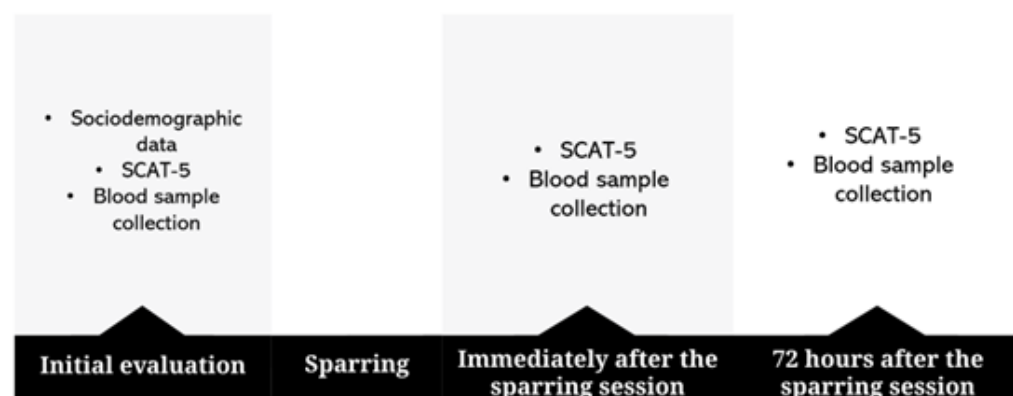 • Sociodemographic
data
• SCAT-5
• Blood sample
collection
• SCAT-5
• Blood sample
collection
• SCAT-5
• Blood sample
collection
Initial evaluation
Sparring
Immediately after the
sparring session
72 hours after the
sparring session